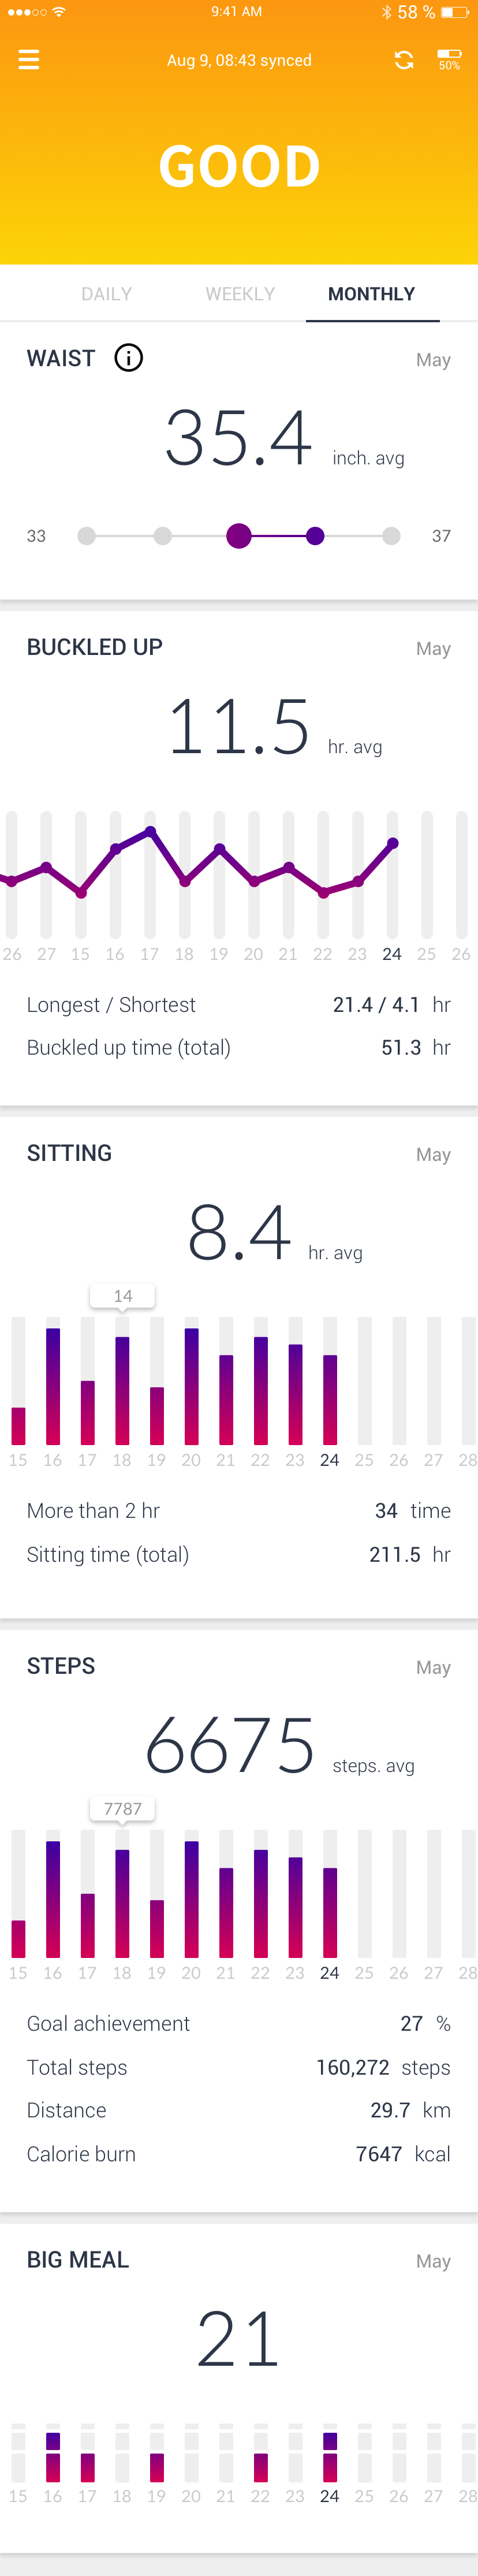 9:41 AM 58 %
Aug 9, 08:43 synced
50%
GOOD
DAILY WEEKLY MONTHLY
WAIST i May
35.4 inch. avg
33 37
BUCKLED UP May
11.5 hr. avg
26 27 15 16 17 18 19 20 21 22 23 24 25 26
Longest / Shortest 21.4 / 4.1 hr
Buckled up time (total) 51.3 hr
SITTING May
8.4 hr. avg
14
15 16 17 18 19 20 21 22 23 24 25 26 27 28
More than 2 hr 34 time
Sitting time (total) 211.5 hr
STEPS May
6675 steps. avg
7787
15 16 17 18 19 20 21 22 23 24 25 26 27 28
Goal achievement 27 %
Total steps 160,272 steps
Distance 29.7 km
Calorie burn 7647 kcal
BIG MEAL May
21
15 16 17 18 19 20 21 22 23 24 25 26 27 28